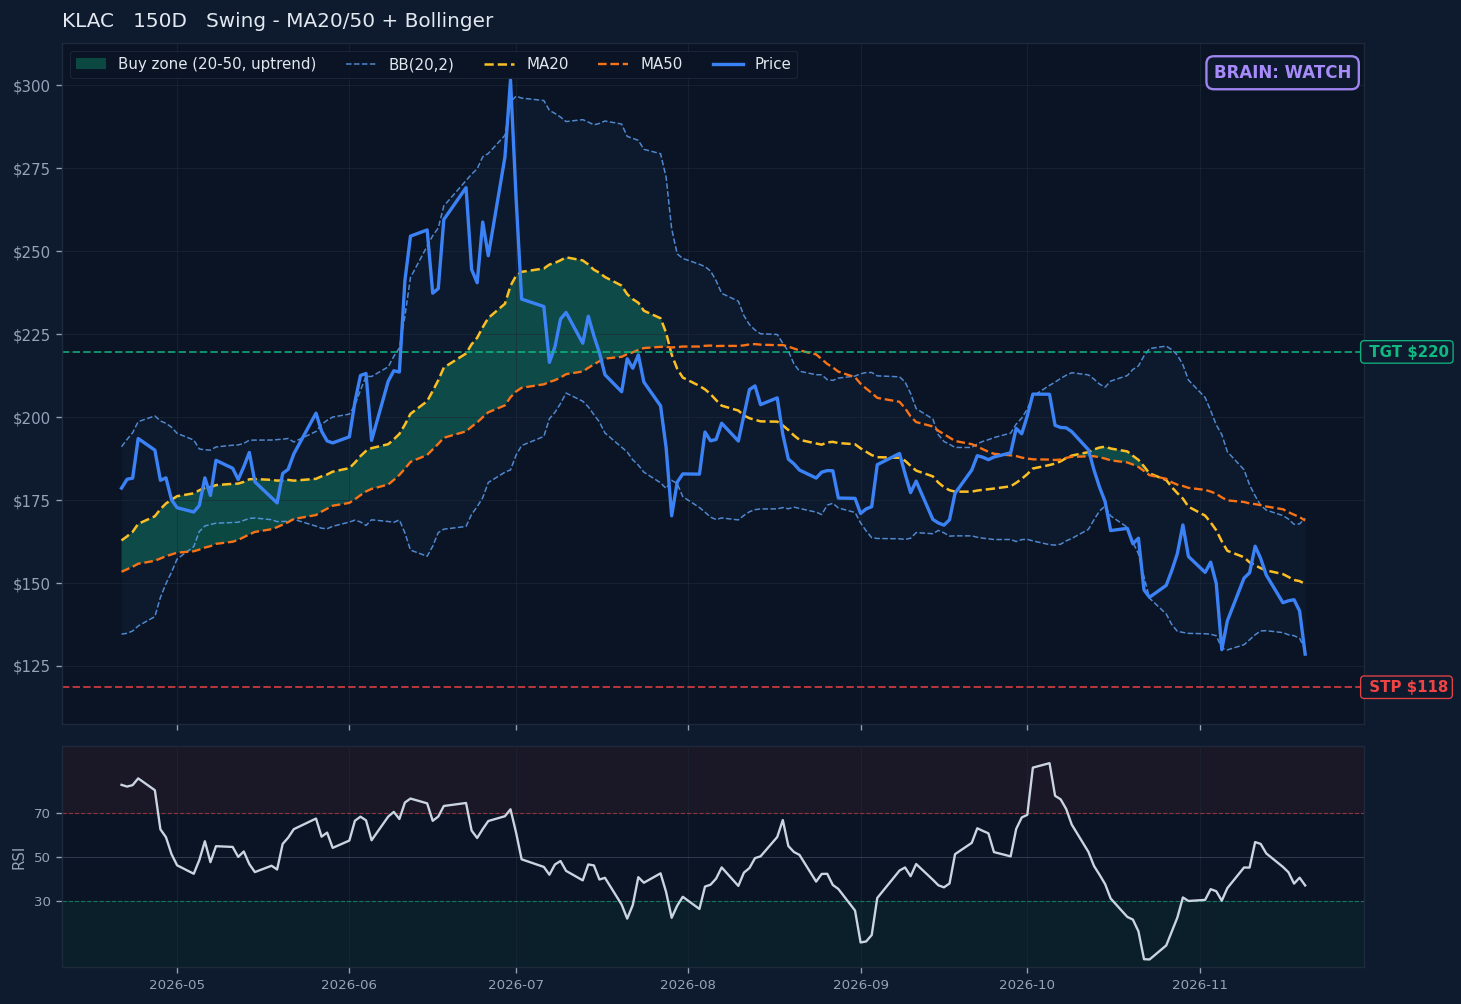 KLAC   150D   Swing - MA20/50 + Bollinger
Buy zone (20-50, uptrend)   BB(20,2)   MA20   MA50   Price
BRAIN: WATCH
$300
$275
$250
$225
TGT $220
$200
$175
$150
$125
STP $118
70
50
30
RSI
2026-05   2026-06   2026-07   2026-08   2026-09   2026-10   2026-11